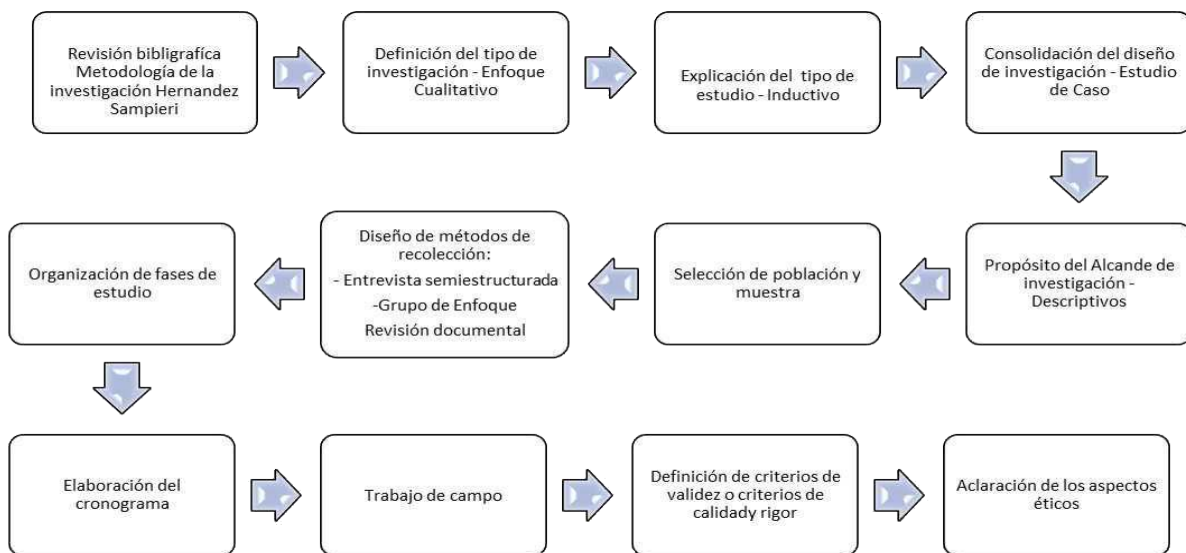 Revisión bibligrafíca
Metodología de la
investigación Hernandez
Sampieri
Definición del tipo de
investigación - Enfoque
Cualitativo
Explicación del tipo de
estudio - Inductivo
Consolidación del diseño
de investigación - Estudio
de Caso
Propósito del Alcande de
investigación -
Descriptivos
Selección de población y
muestra
Diseño de métodos de
recolección:
- Entrevista semiestructurada
-Grupo de Enfoque
Revisión documental
Organización de fases de
estudio
Elaboración del
cronograma
Trabajo de campo
Definición de criterios de
validez o criterios de
calidady rigor
Aclaración de los aspectos
éticos